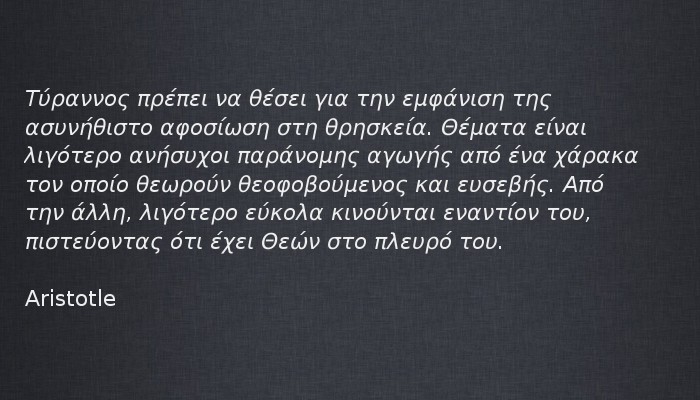 Τύραννος πρέπει να θέσει για την εμφάνιση της
ασυνήθιστο αφοσίωση στη θρησκεία. Θέματα είναι
λιγότερο ανήσυχοι παράνομης αγωγής από ένα χάρακα
τον οποίο θεωρούν θεοφοβούμενος και ευσεβής. Από
την άλλη, λιγότερο εύκολα κινούνται εναντίον του,
πιστεύοντας ότι έχει Θεών στο πλευρό του.
Aristotle